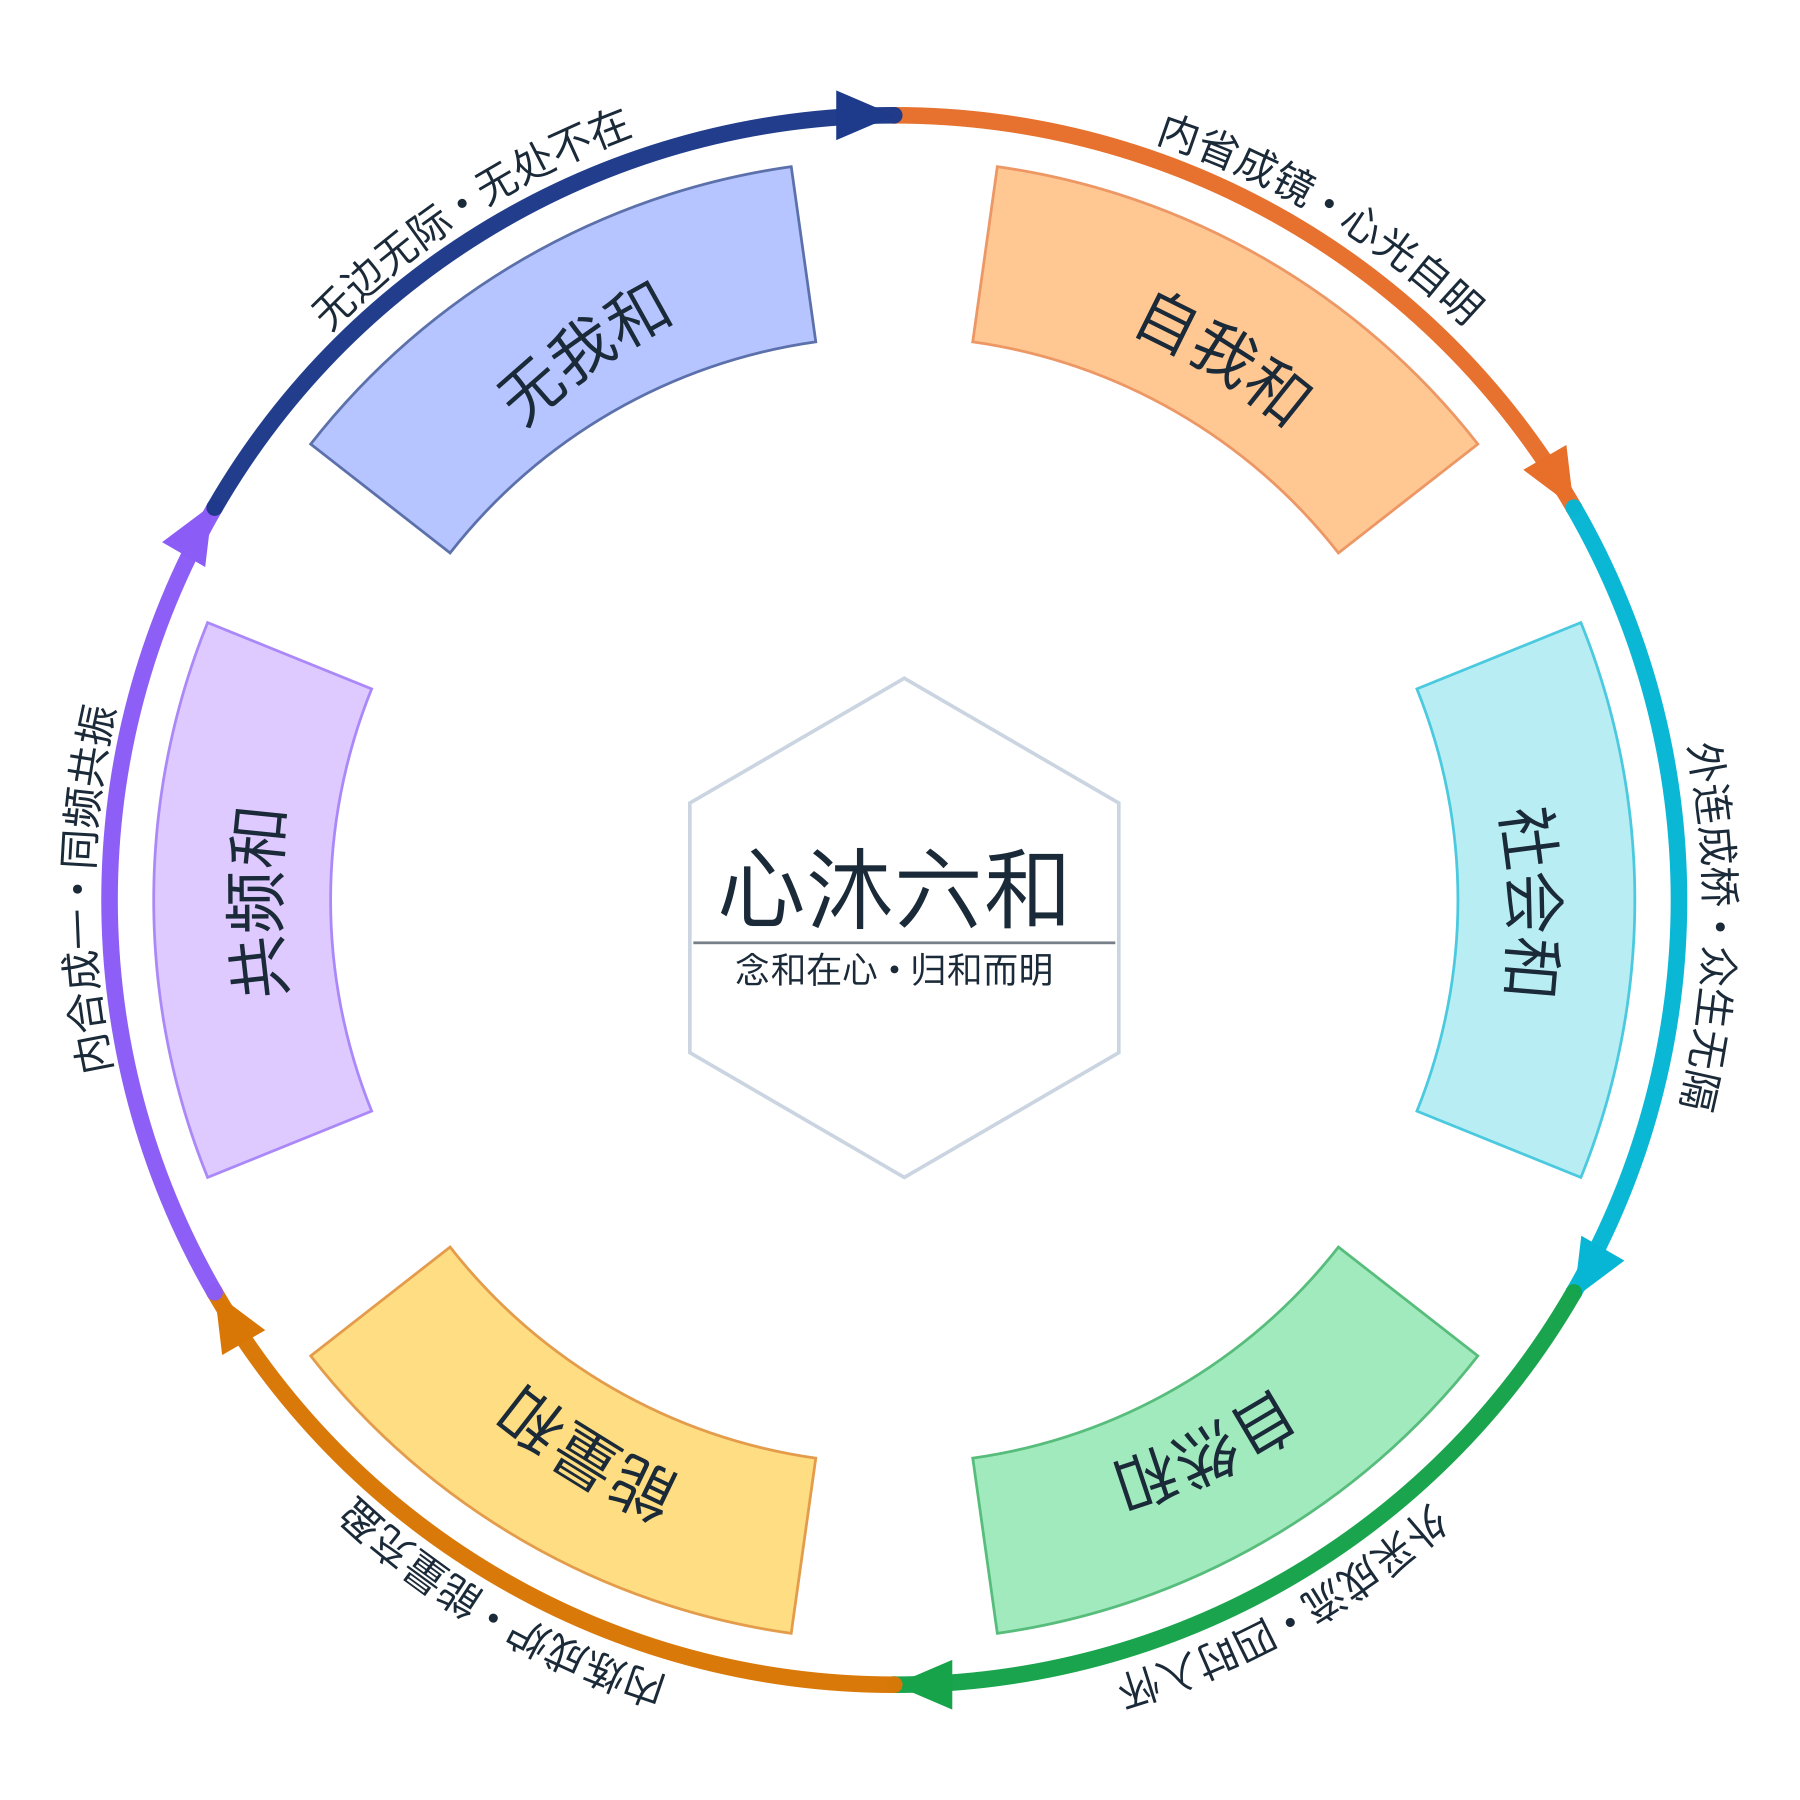 心沐六和
念和在心·归和而明
自我和
内省成镜·心光自明
社会和
外连成桥·众生无隔
自然和
外采成流·四时入怀
能量和
内炼成炉·能量充盈
共频和
内合成一·同频共振
无我和
无边无际·无处不在